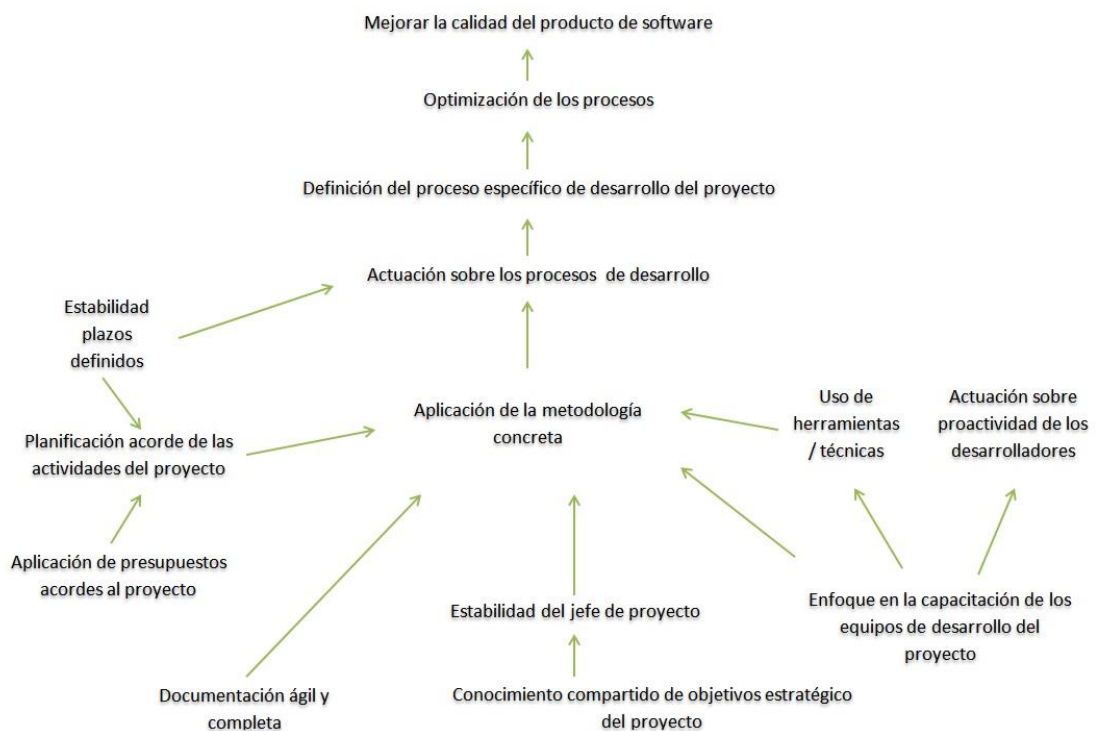 Mejorar la calidad del producto de software
Optimización de los procesos
Definición del proceso específico de desarrollo del proyecto
Actuación sobre los procesos de desarrollo
Estabilidad
plazos
definidos
Aplicación de la metodología
concreta
Uso de
herramientas
/ técnicas
Actuación sobre
proactividad de los
desarrolladores
Planificación acorde de las
actividades del proyecto
Aplicación de presupuestos
acordes al proyecto
Estabilidad del jefe de proyecto
Enfoque en la capacitación de los
equipos de desarrollo del
proyecto
Documentación ágil y
completa
Conocimiento compartido de objetivos estratégico
del proyecto